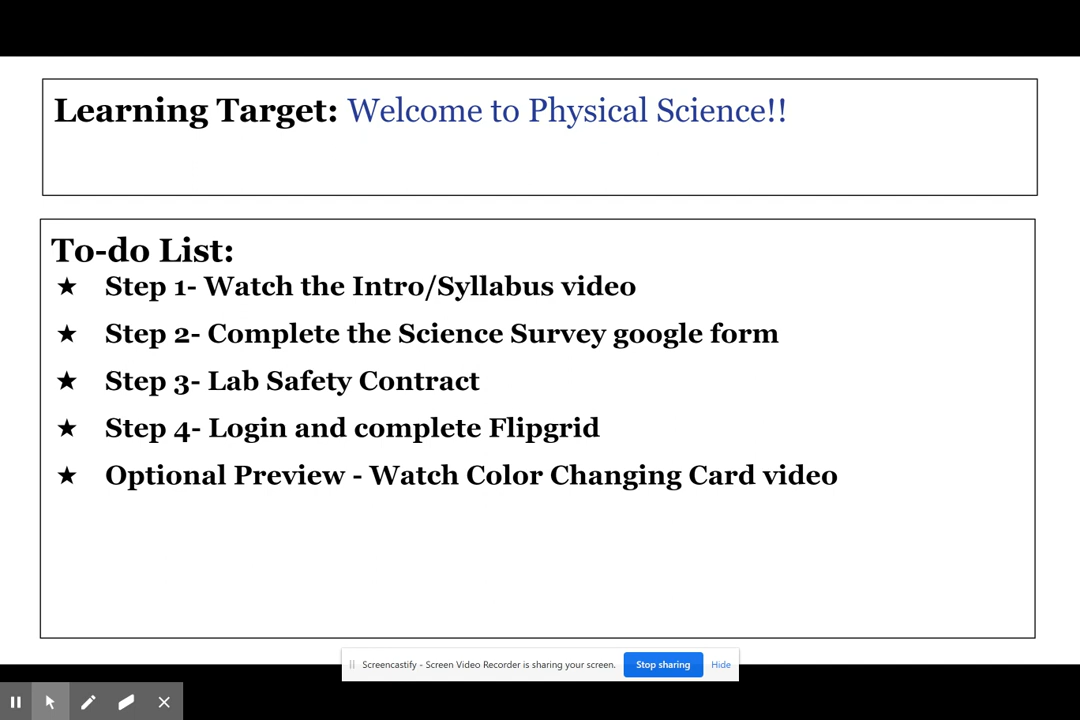 Learning Target: Welcome to Physical Science!!
To-do List:
★ Step 1- Watch the Intro/Syllabus video
★ Step 2- Complete the Science Survey google form
★ Step 3- Lab Safety Contract
★ Step 4- Login and complete Flipgrid
★ Optional Preview - Watch Color Changing Card video
Screencastify - Screen Video Recorder is sharing your screen. Stop sharing Hide